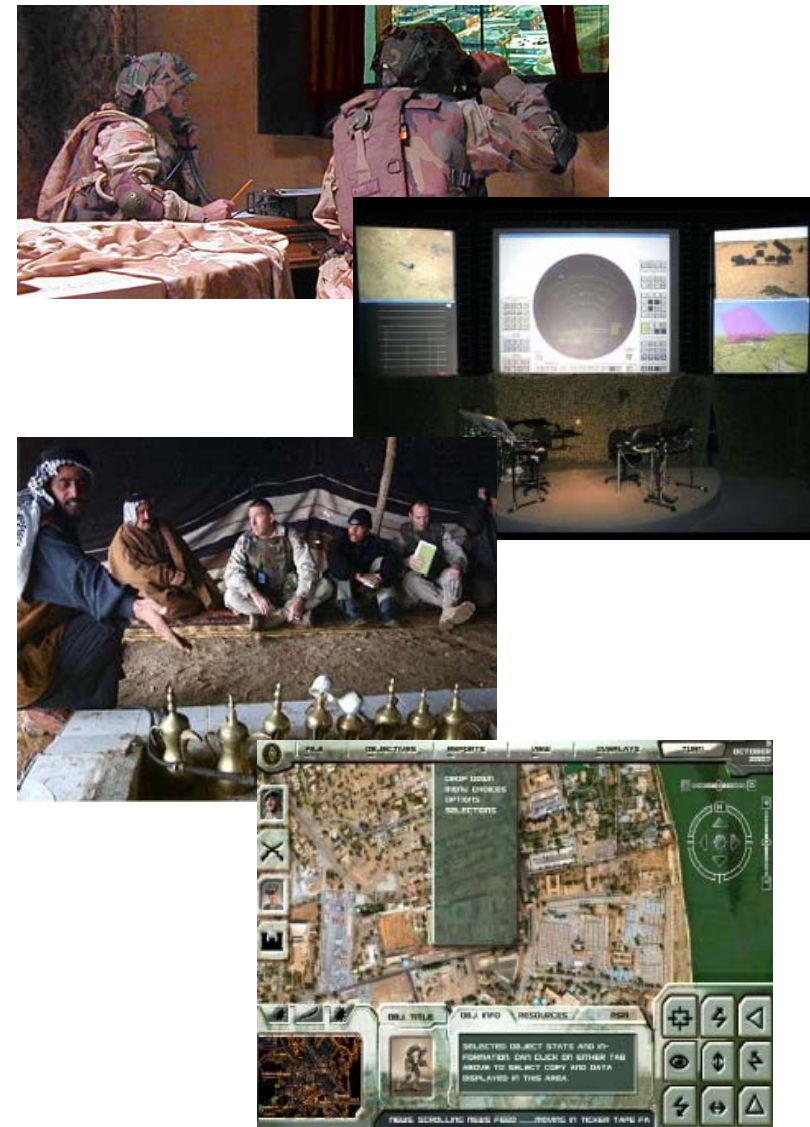 FILE OBJECTIVES REPORTS VIEW OVERLAYS TURN
OCTOBER
2007
DROP DOWN
MENU CHOICES
OPTIONS
SELECTIONS
OBJ. TITLE OBJ. INFO RESOURCES
SELECTED OBJECT STATS AND IN-
FORMATION. CAN CLICK ON EITHER TAB
ABOVE TO SELECT COPY AND DATA
DISPLAYED IN THIS AREA.
NEWS SCROLLING NEWS FEED ......MOVING IN TICKER TAPE FA